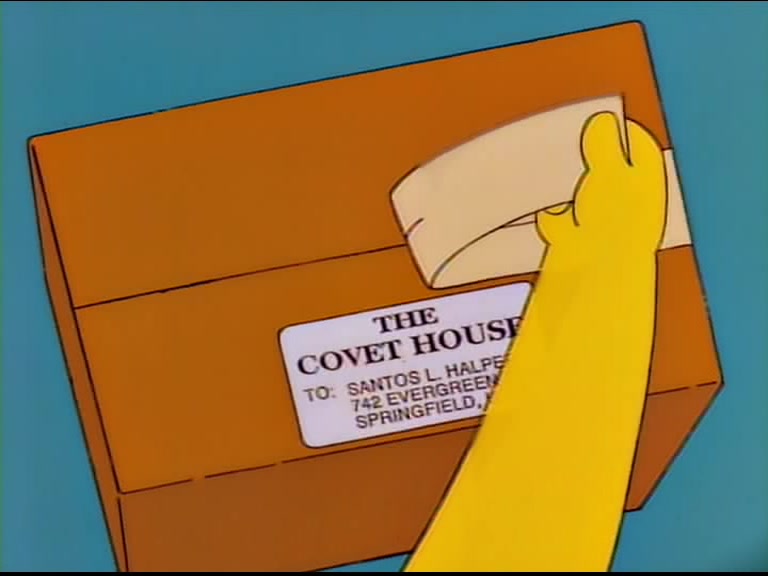 THE
COVET HOUSE
TO: SANTOS L. HALPE
742 EVERGREEN
SPRINGFIELD,